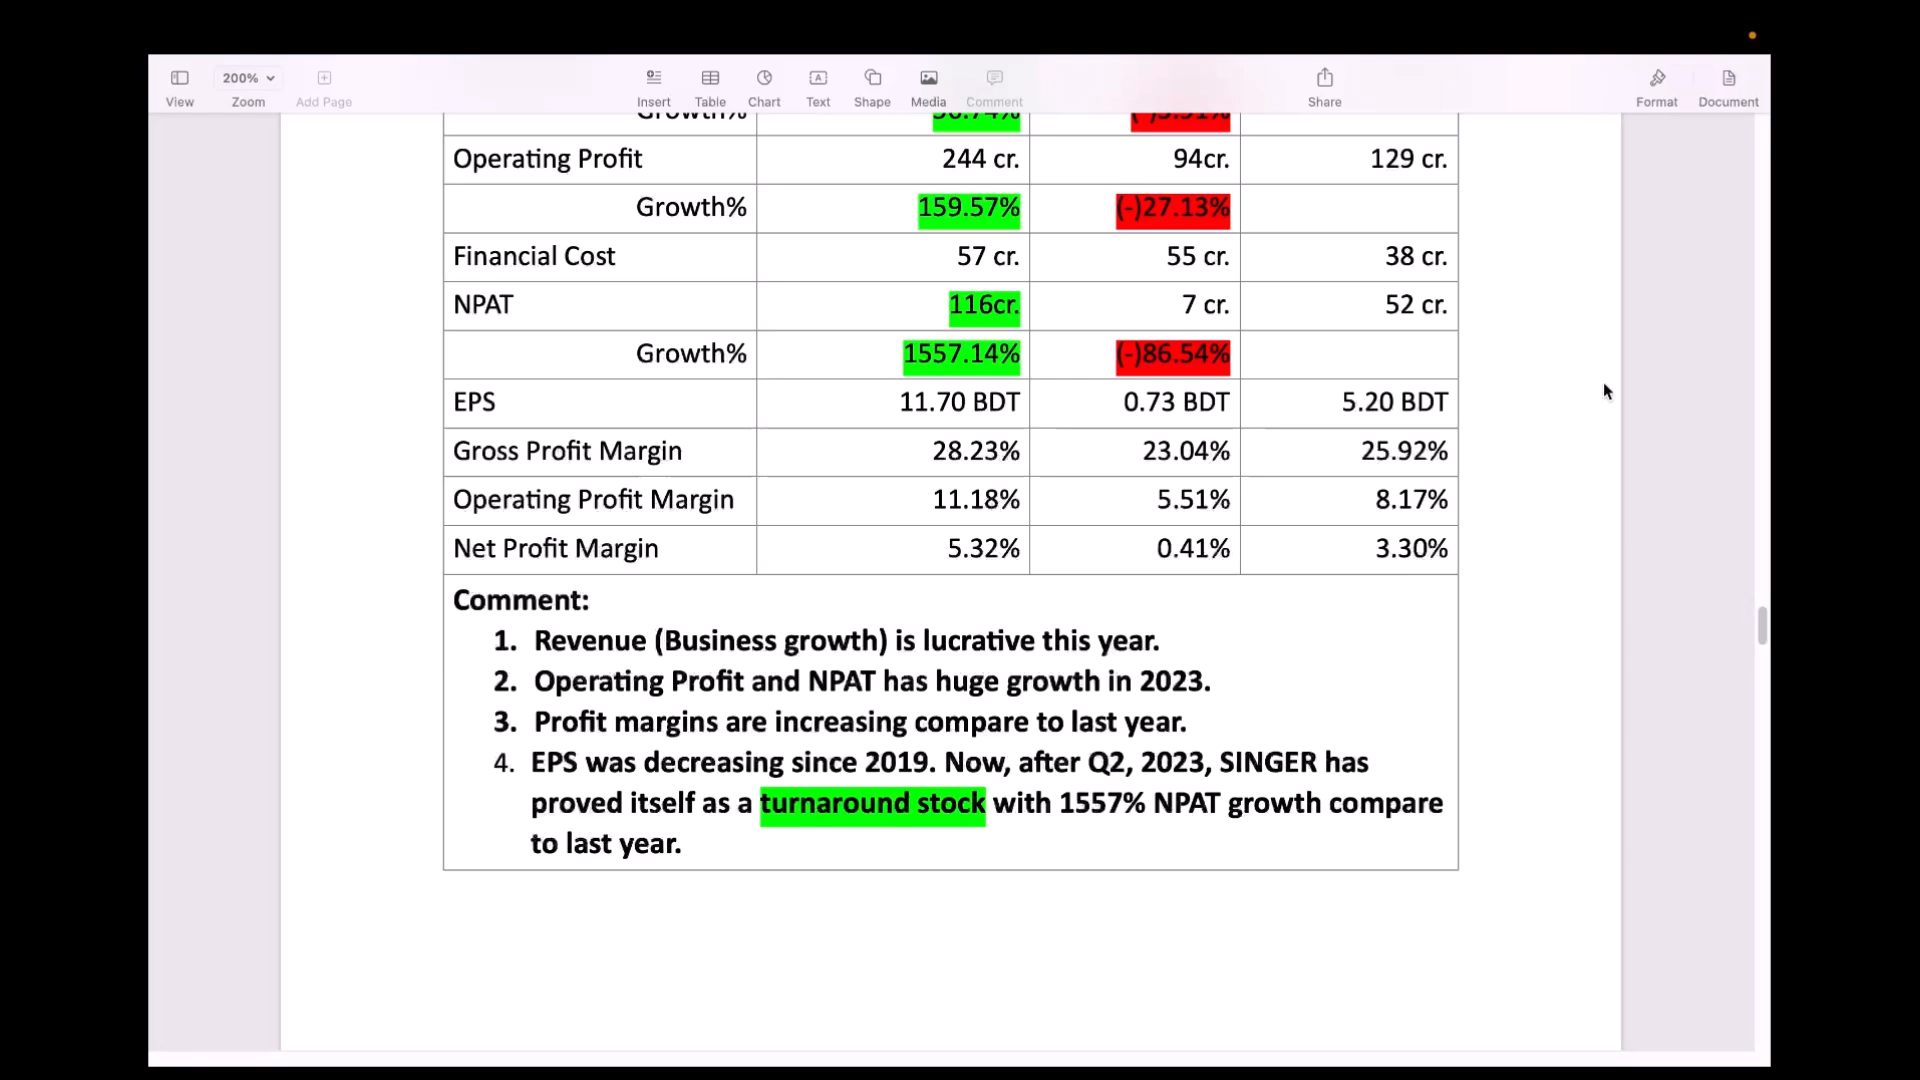 200%
View Zoom Add Page Insert Table Chart Text Shape Media Comment Share Format Document
Growth%
Operating Profit 244 cr. 94cr. 129 cr.
Growth% 159.57% (-)27.13%
Financial Cost 57 cr. 55 cr. 38 cr.
NPAT 116cr. 7 cr. 52 cr.
Growth% 1557.14% (-)86.54%
EPS 11.70 BDT 0.73 BDT 5.20 BDT
Gross Profit Margin 28.23% 23.04% 25.92%
Operating Profit Margin 11.18% 5.51% 8.17%
Net Profit Margin 5.32% 0.41% 3.30%
Comment:
1. Revenue (Business growth) is lucrative this year.
2. Operating Profit and NPAT has huge growth in 2023.
3. Profit margins are increasing compare to last year.
4. EPS was decreasing since 2019. Now, after Q2, 2023, SINGER has
proved itself as a turnaround stock with 1557% NPAT growth compare
to last year.